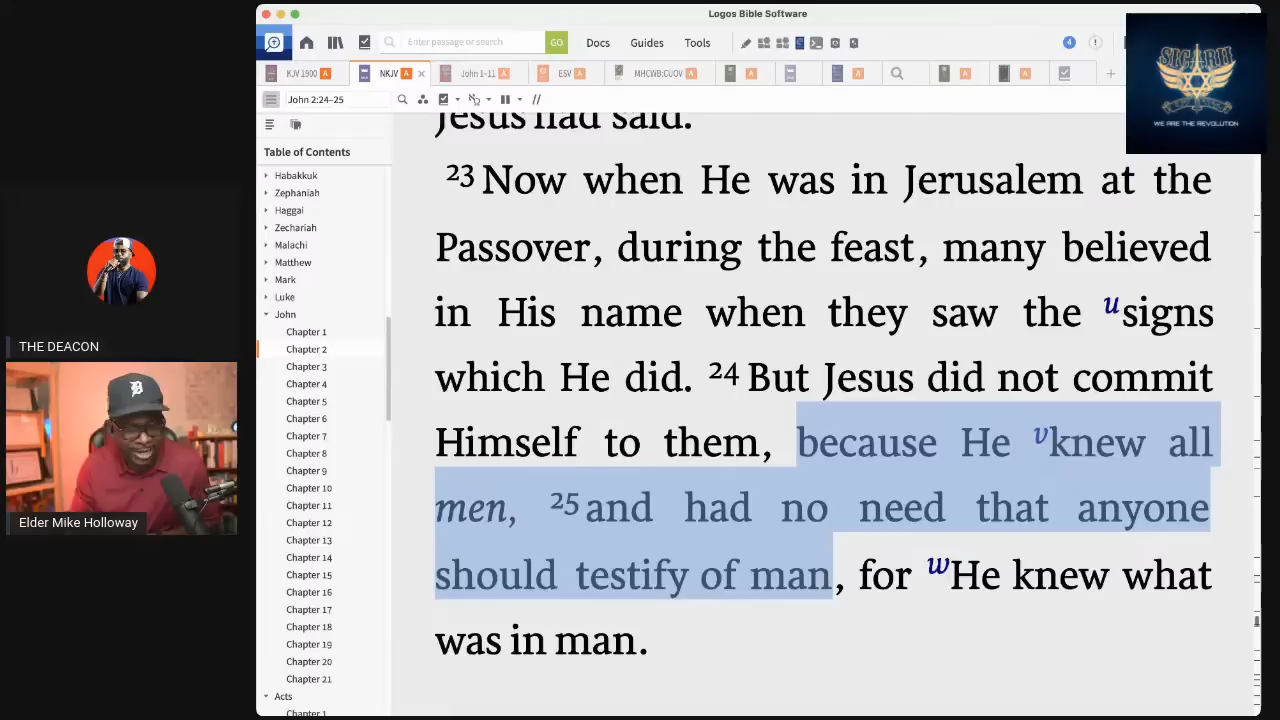 Logos Bible Software
Enter passage or search
GO
Docs
Guides
Tools
4
KJV 1900 A
NKJV A
John 1–11 A
ESV A
MHCWB:CUOV A
A
A
A
A
John 2:24–25
Table of Contents
Habakkuk
Zephaniah
Haggai
Zechariah
Malachi
Matthew
Mark
Luke
John
Chapter 1
Chapter 2
Chapter 3
Chapter 4
Chapter 5
Chapter 6
Chapter 7
Chapter 8
Chapter 9
Chapter 10
Chapter 11
Chapter 12
Chapter 13
Chapter 14
Chapter 15
Chapter 16
Chapter 17
Chapter 18
Chapter 19
Chapter 20
Chapter 21
Acts
Chapter 1
Jesus had said.
23 Now when He was in Jerusalem at the
Passover, during the feast, many believed
in His name when they saw the u signs
which He did. 24 But Jesus did not commit
Himself to them, because He v knew all
men, 25 and had no need that anyone
should testify of man, for w He knew what
was in man.
SICARII
WE ARE THE REVOLUTION
THE DEACON
Elder Mike Holloway